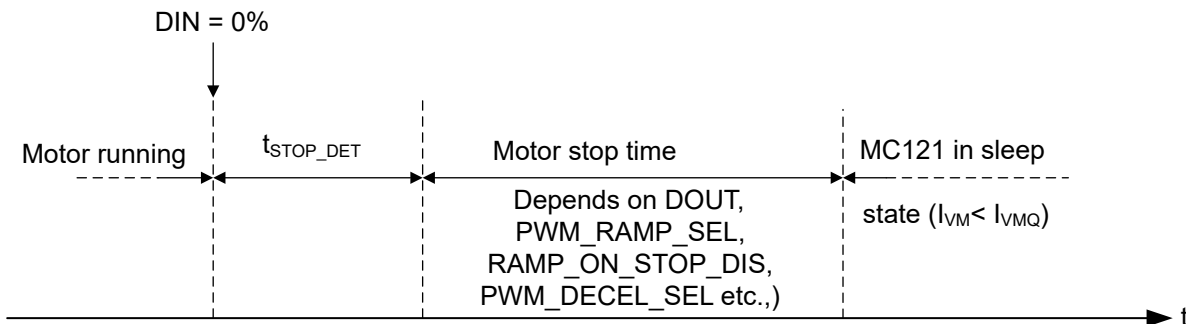 DIN = 0%
Motor running
tSTOP_DET
Motor stop time
MC121 in sleep
Depends on DOUT,
PWM_RAMP_SEL,
RAMP_ON_STOP_DIS,
PWM_DECEL_SEL etc.,)
state (IVM< IVMQ)
t